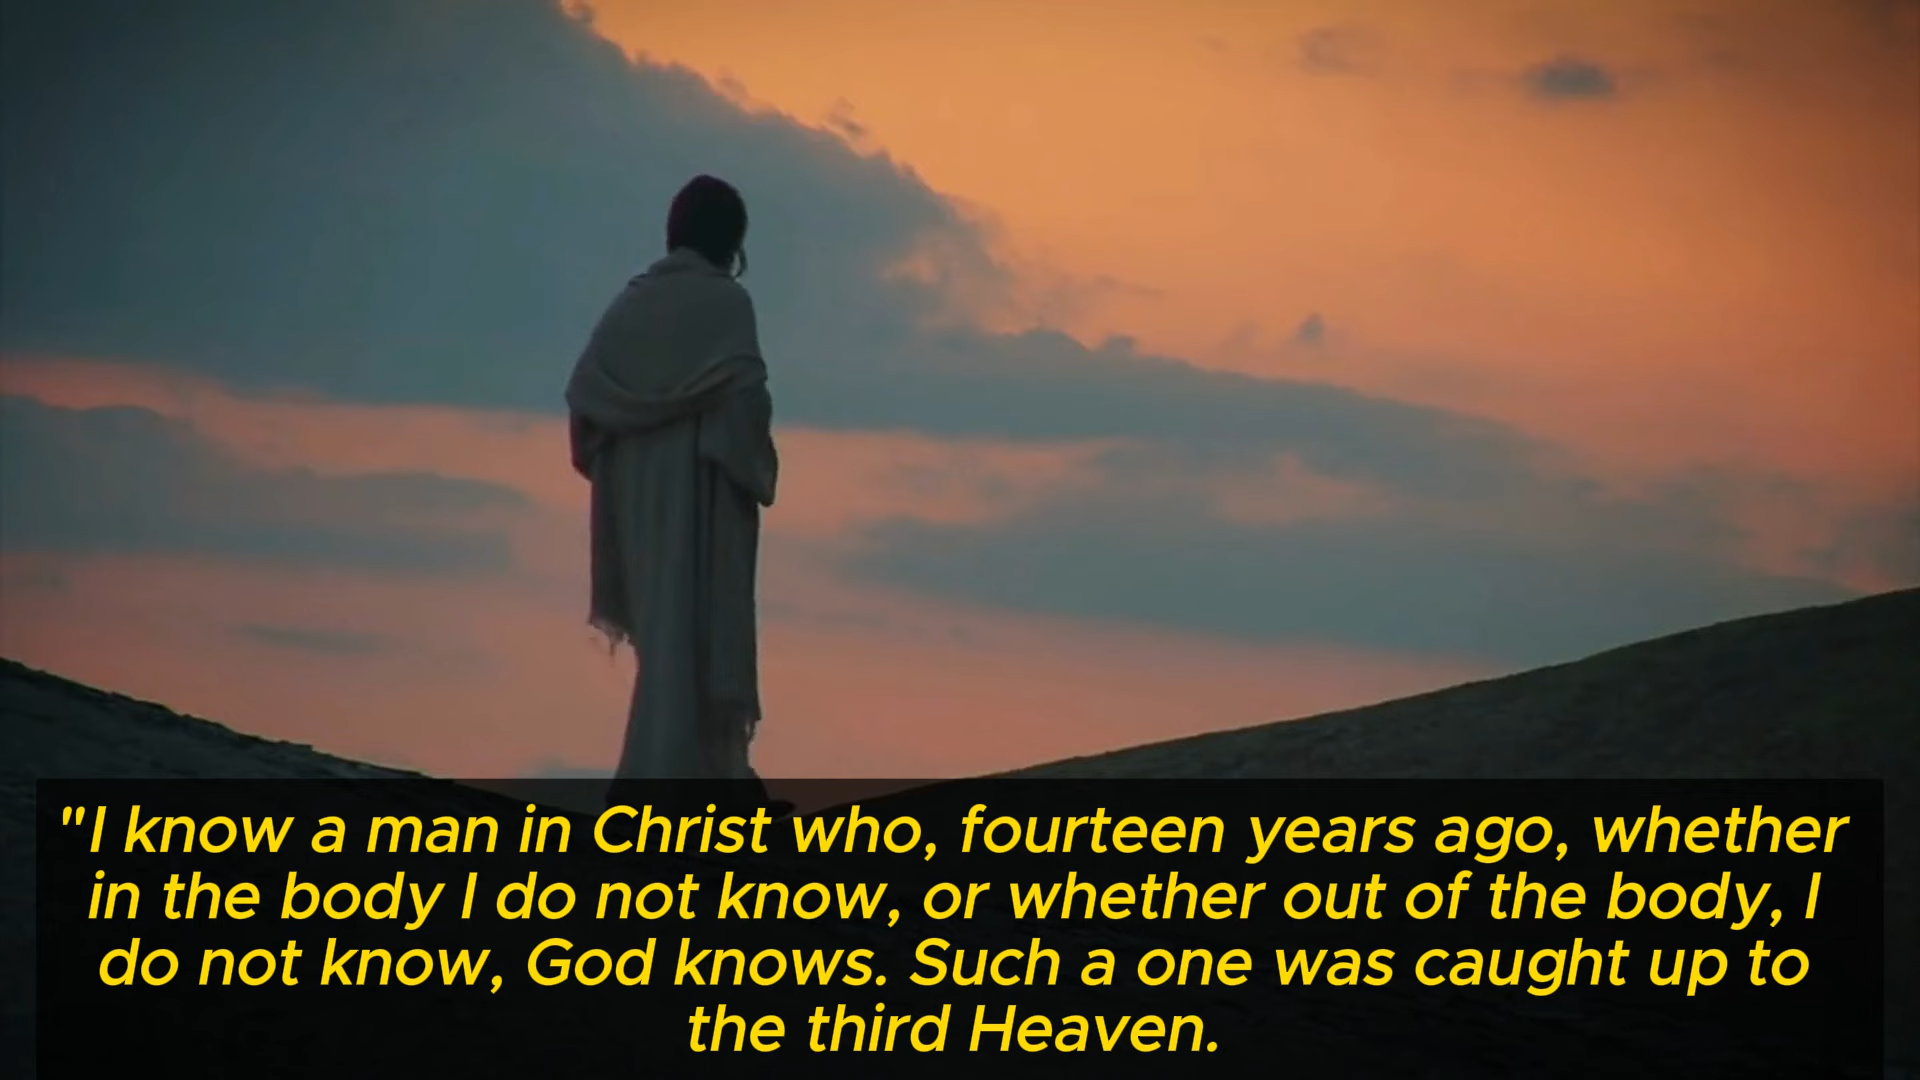 "I know a man in Christ who, fourteen years ago, whether
in the body I do not know, or whether out of the body, I
do not know, God knows. Such a one was caught up to
the third Heaven.